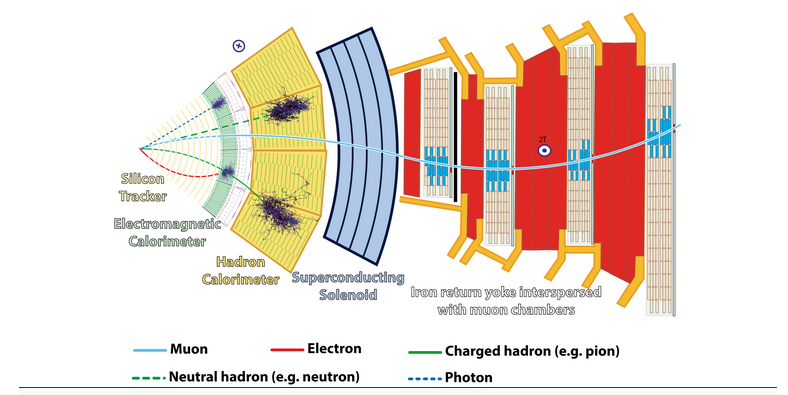 2T
Silicon
Tracker
Electromagnetic
Calorimeter
Hadron
Calorimeter
Superconducting
Solenoid
Iron return yoke interspersed
with muon chambers
Muon
Electron
Charged hadron (e.g. pion)
Neutral hadron (e.g. neutron)
Photon